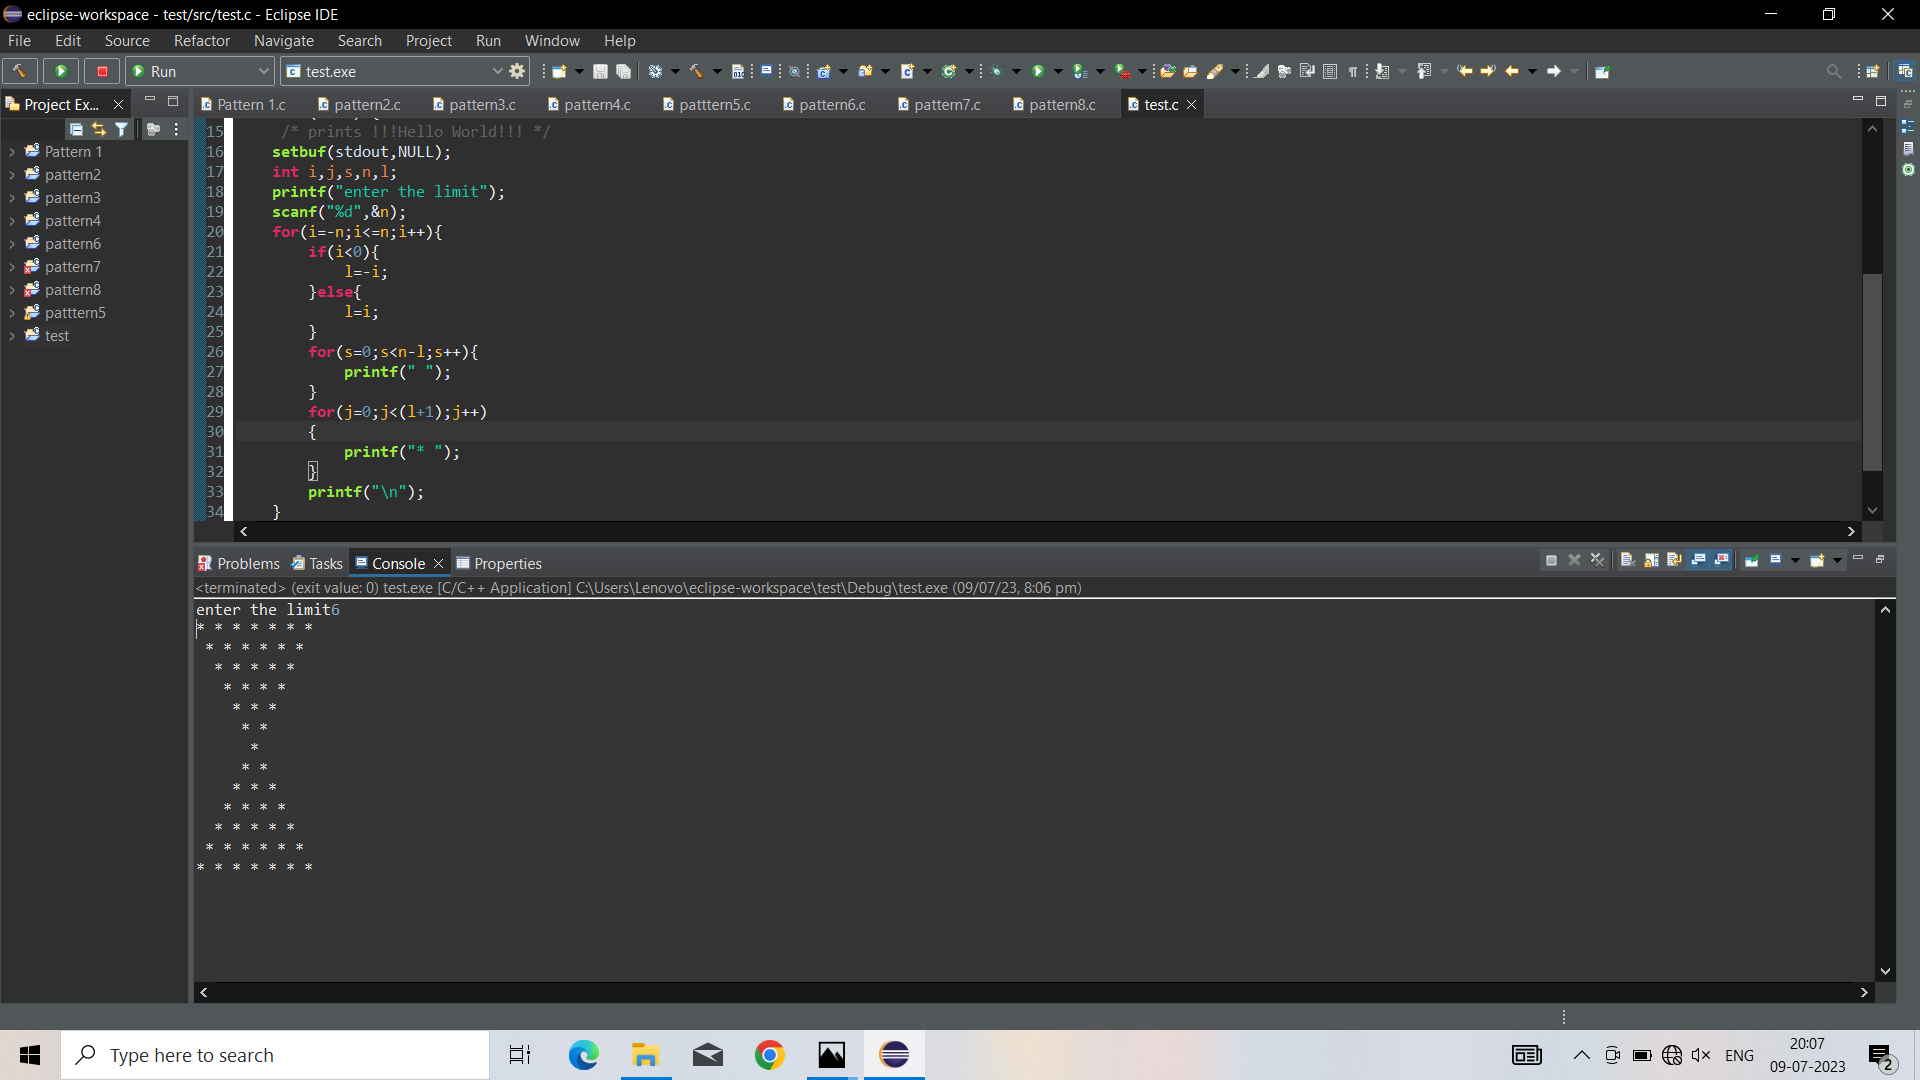 eclipse-workspace - test/src/test.c - Eclipse IDE
File Edit Source Refactor Navigate Search Project Run Window Help
Run test.exe
Project Ex... Pattern 1.c pattern2.c pattern3.c pattern4.c patttern5.c pattern6.c pattern7.c pattern8.c test.c
Pattern 1
pattern2
pattern3
pattern4
pattern6
pattern7
pattern8
patttern5
test
15 /* prints !!!Hello World!!! */
16 setbuf(stdout,NULL);
17 int i,j,s,n,l;
18 printf("enter the limit");
19 scanf("%d",&n);
20 for(i=-n;i<=n;i++){
21 if(i<0){
22 l=-i;
23 }else{
24 l=i;
25 }
26 for(s=0;s<n-l;s++){
27 printf(" ");
28 }
29 for(j=0;j<(l+1);j++)
30 {
31 printf("* ");
32 }
33 printf("\n");
34 }
Problems Tasks Console Properties
<terminated> (exit value: 0) test.exe [C/C++ Application] C:\Users\Lenovo\eclipse-workspace\test\Debug\test.exe (09/07/23, 8:06 pm)
enter the limit6
* * * * * * *
 * * * * * *
  * * * * *
   * * * *
    * * *
     * *
      *
     * *
    * * *
   * * * *
  * * * * *
 * * * * * *
* * * * * * *
Type here to search
ENG
20:07
09-07-2023
2